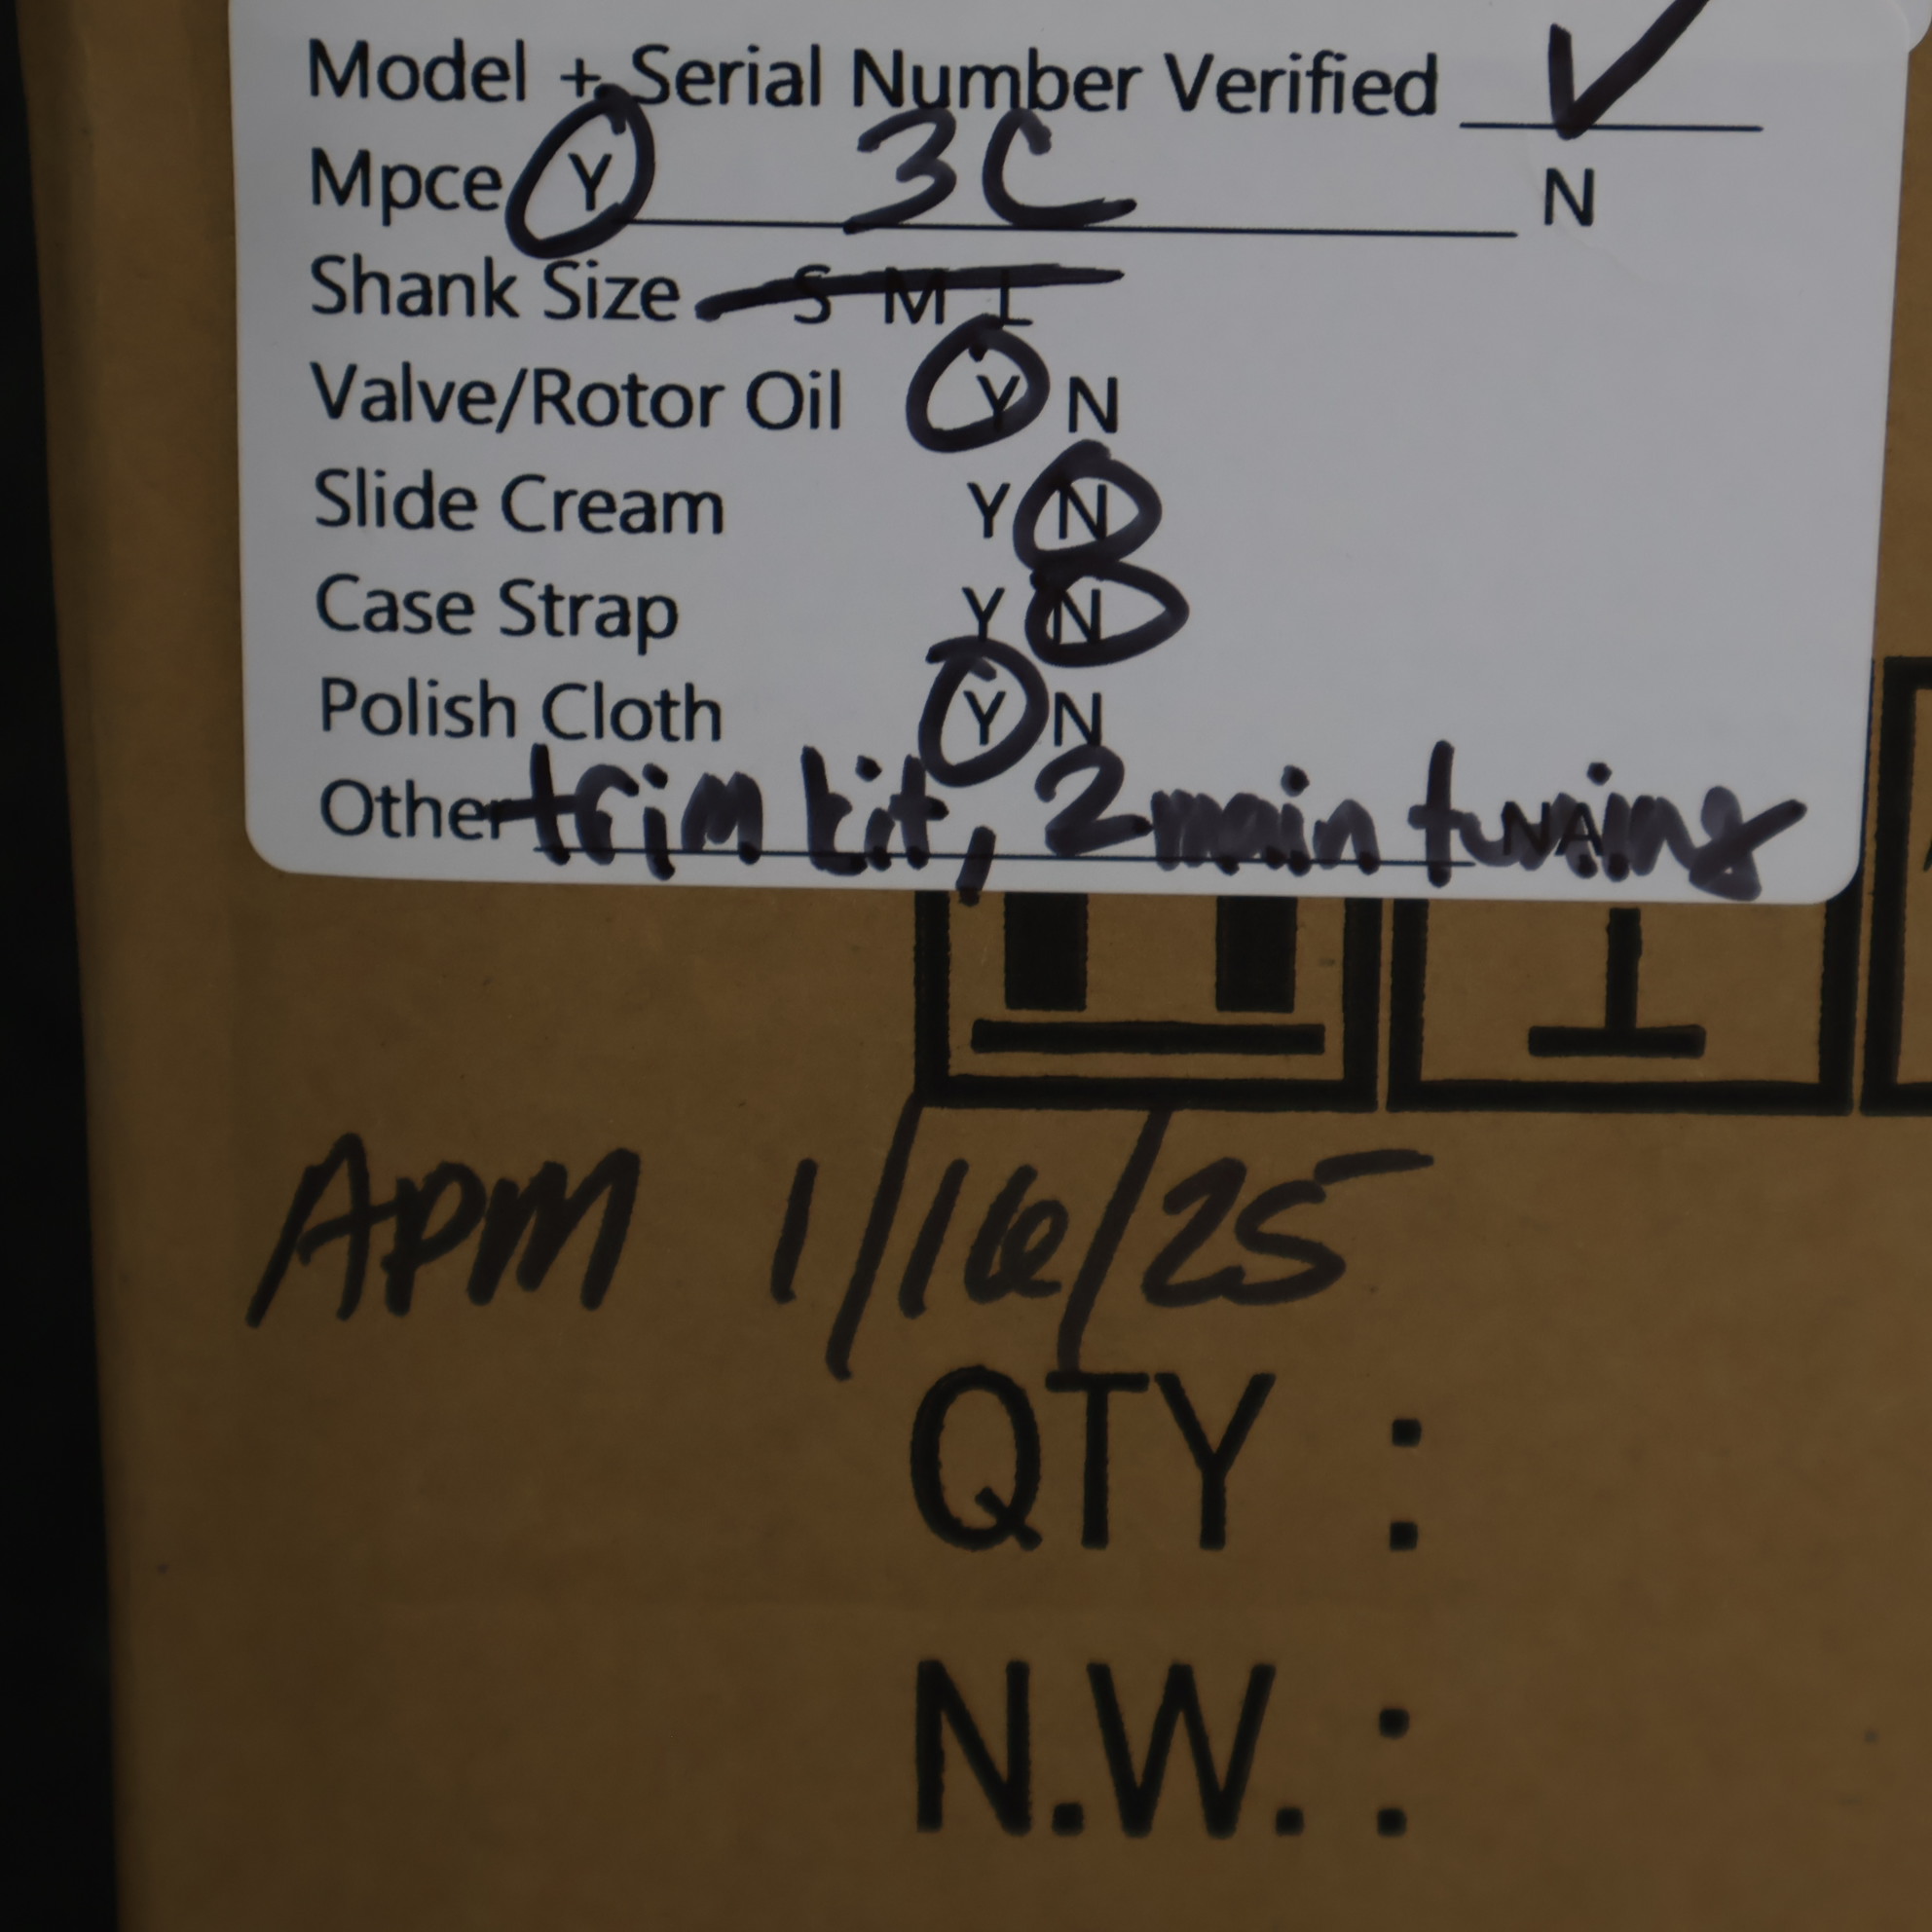 Model + Serial Number Verified ✓
Mpce Y 3C N
Shank Size S M L
Valve/Rotor Oil Y N
Slide Cream Y N
Case Strap Y N
Polish Cloth Y N
Other trim kit, 2 main tuning NA
APM 1/16/25
QTY :
N.W. :